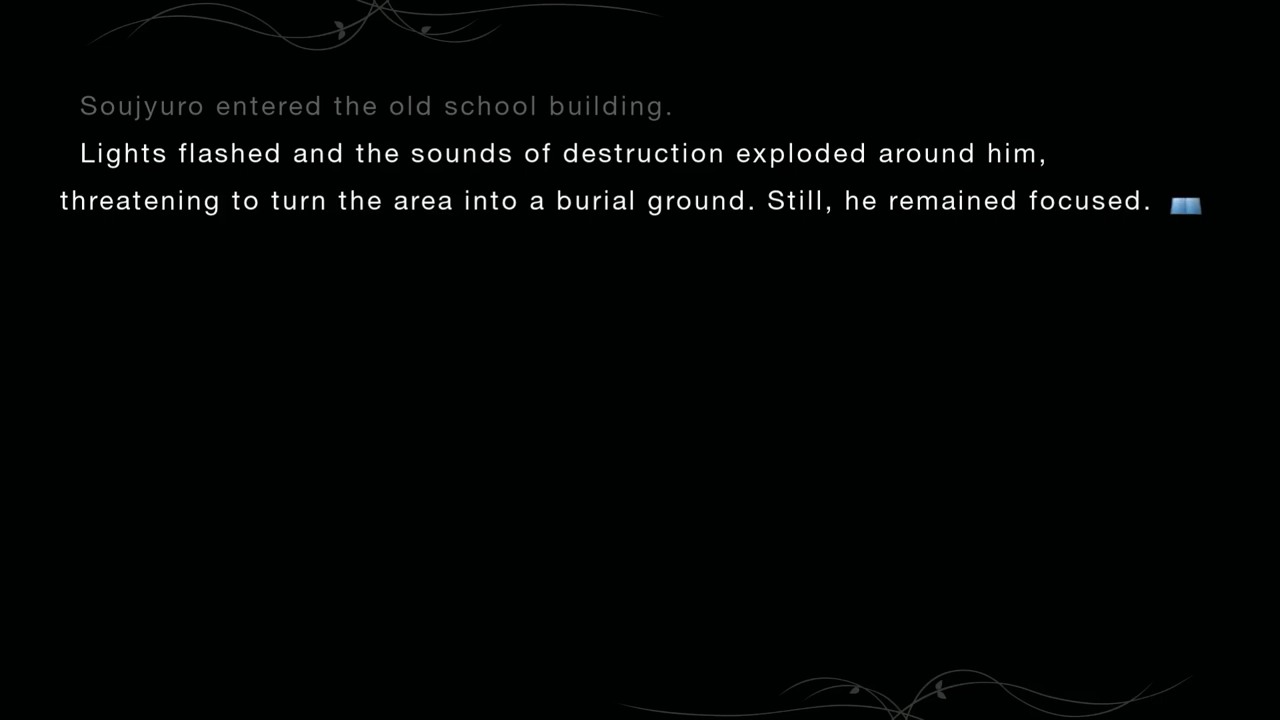 Soujyuro entered the old school building.
Lights flashed and the sounds of destruction exploded around him,
threatening to turn the area into a burial ground. Still, he remained focused.